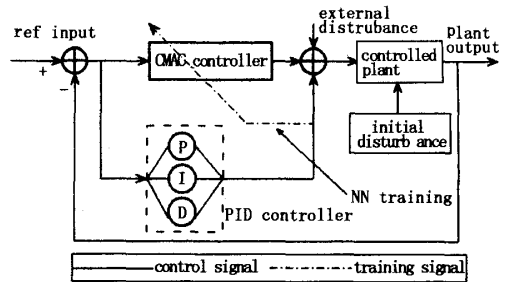 external
distrubance
Plant
output
ref input
+
−
CMAC controller
controlled
plant
initial
disturb ance
P
I
D
NN training
PID controller
control signal
training signal